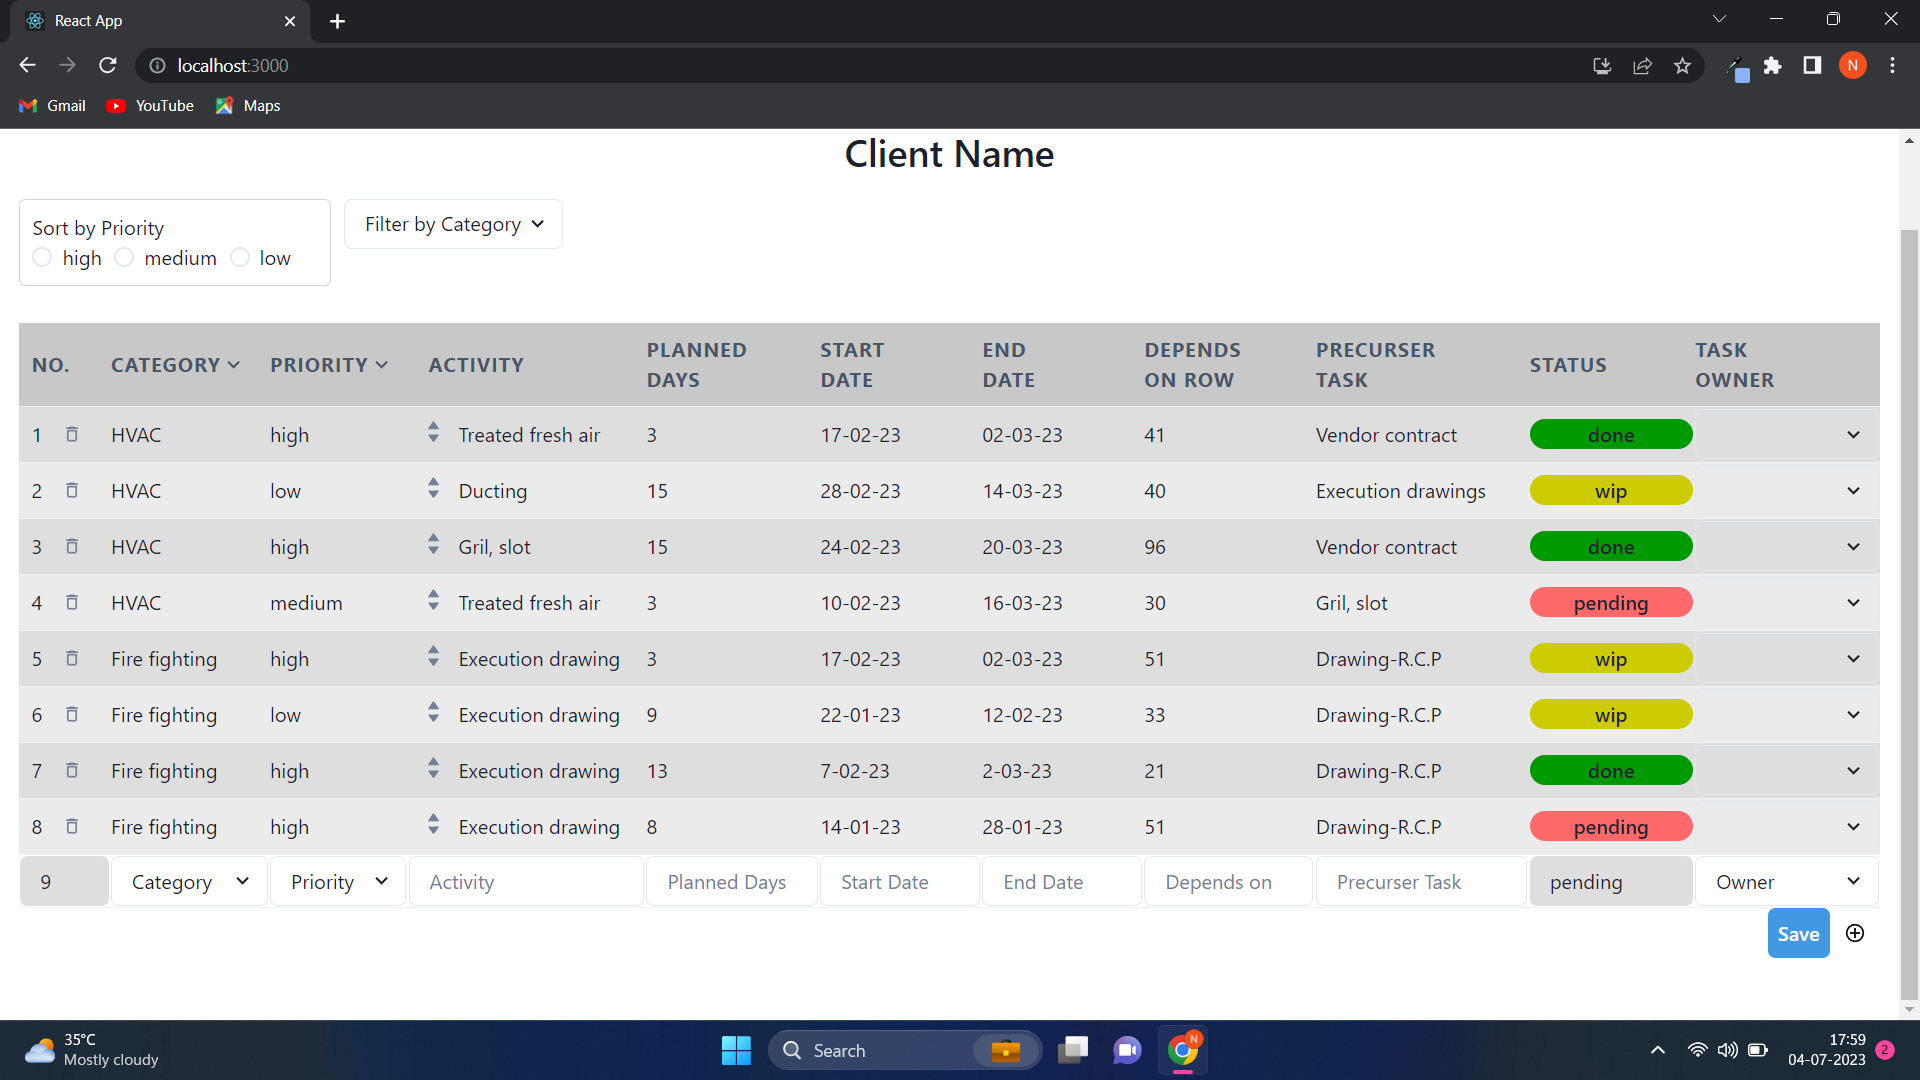 React App
localhost:3000
N
Gmail YouTube Maps
Client Name
Sort by Priority
high medium low
Filter by Category
NO. CATEGORY PRIORITY ACTIVITY PLANNED DAYS START DATE END DATE DEPENDS ON ROW PRECURSER TASK STATUS TASK OWNER
1 HVAC high Treated fresh air 3 17-02-23 02-03-23 41 Vendor contract done
2 HVAC low Ducting 15 28-02-23 14-03-23 40 Execution drawings wip
3 HVAC high Gril, slot 15 24-02-23 20-03-23 96 Vendor contract done
4 HVAC medium Treated fresh air 3 10-02-23 16-03-23 30 Gril, slot pending
5 Fire fighting high Execution drawing 3 17-02-23 02-03-23 51 Drawing-R.C.P wip
6 Fire fighting low Execution drawing 9 22-01-23 12-02-23 33 Drawing-R.C.P wip
7 Fire fighting high Execution drawing 13 7-02-23 2-03-23 21 Drawing-R.C.P done
8 Fire fighting high Execution drawing 8 14-01-23 28-01-23 51 Drawing-R.C.P pending
9 Category Priority Activity Planned Days Start Date End Date Depends on Precurser Task pending Owner
Save
35°C
Mostly cloudy
Search
N
17:59
04-07-2023
2